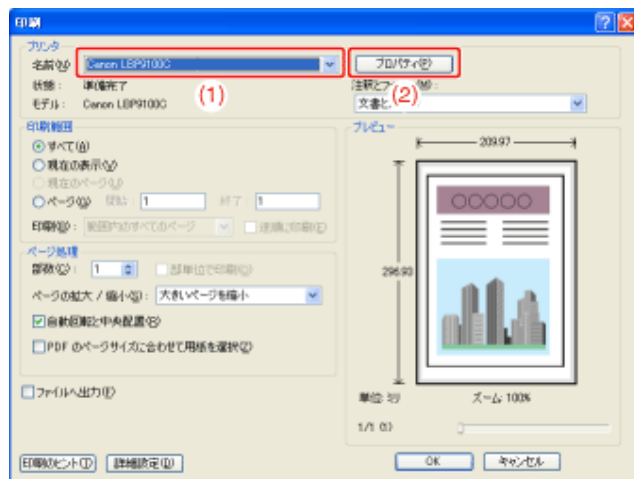 印刷
プリンタ
名前(N): Canon LBP9100C
プロパティ(P)
状態: 準備完了
(1)
(2)
モデル: Canon LBP9100C
文書と
印刷範囲
すべて(A)
現在の表示(V)
現在のページ(U)
ページ(G) 開始: 1 終了: 1
印刷(O): 範囲内のすべてのページ 逆順に印刷(E)
ページ処理
部数(C): 1 部単位で印刷(O)
ページの拡大 / 縮小(S): 大きいページを縮小
自動回転と中央配置(B)
PDF のページサイズに合わせて用紙を選択(Z)
ファイルへ出力(F)
プレビュー
209.97
○○○○○
296.93
単位: ミリ ズーム: 100%
1/1 (1)
印刷のヒント(T) 詳細設定(D) OK キャンセル